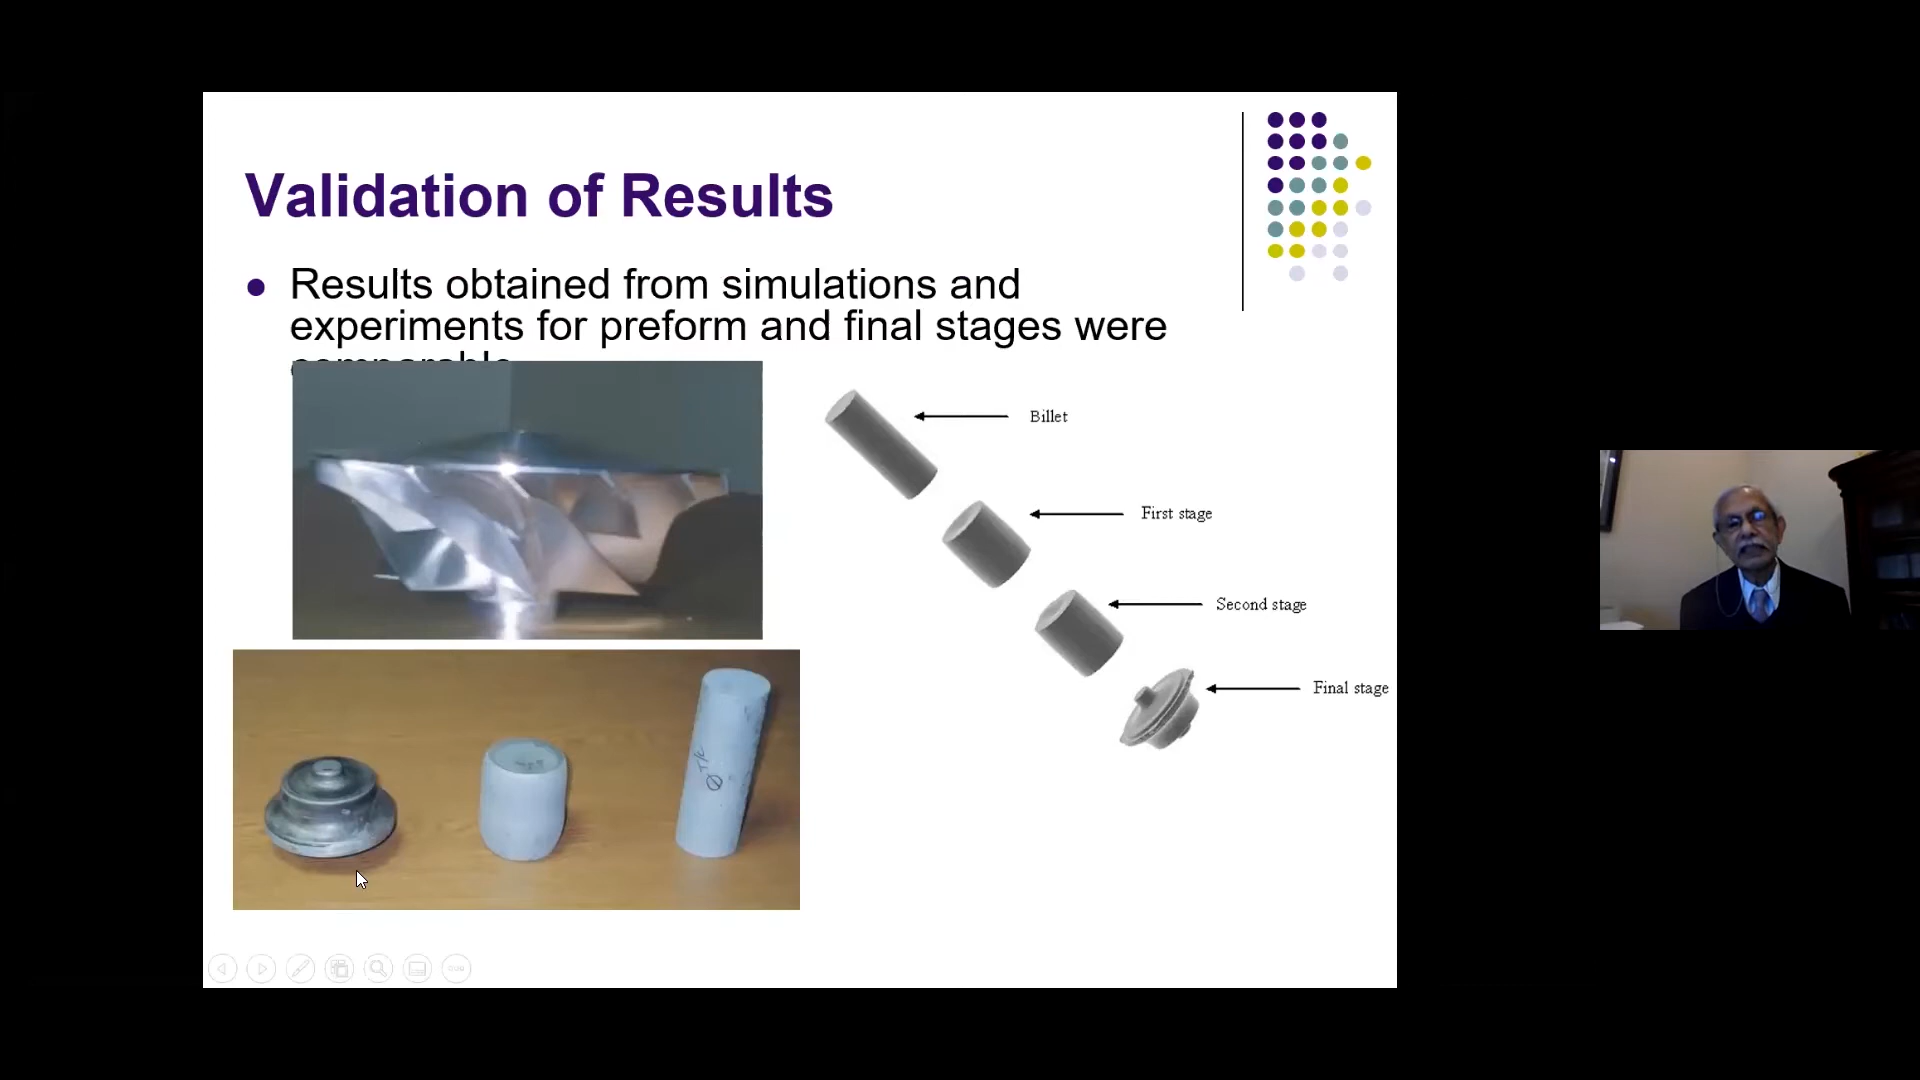 Validation of Results
Results obtained from simulations and
experiments for preform and final stages were
comparable
Billet
First stage
Second stage
Final stage